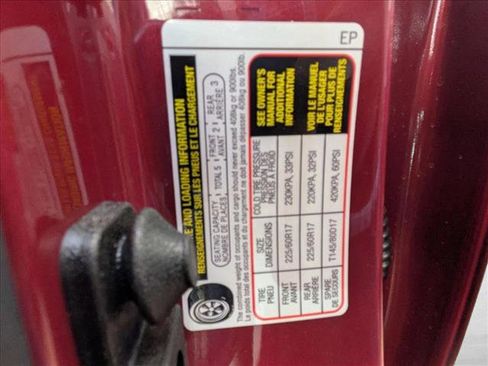 EP
E AND LOADING INFORMATION
RENSEIGNEMENTS SUR LES PNEUS ET LE CHARGEMENT
SEATING CAPACITY TOTAL 5 FRONT 2 REAR 3
NOMBRE DE PLACES AVANT ARRIÈRE
The combined weight of occupants and cargo should never exceed 408kg or 900lbs.
Le poids total des occupants et du chargement ne doit jamais dépasser 408kg ou 900lb.
TIRE SIZE COLD TIRE PRESSURE
PNEU DIMENSIONS PRESSION DES PNEUS À FROID
FRONT 225/60R17 230KPA, 33PSI
AVANT
REAR 225/60R17 220KPA, 32PSI
ARRIÈRE
SPARE T145/80D17 420KPA, 60PSI
DE SECOURS
SEE OWNER'S
MANUAL FOR
ADDITIONAL
INFORMATION
VOIR LE MANUEL
DE L'USAGER
POUR PLUS DE
RENSEIGNEMENTS